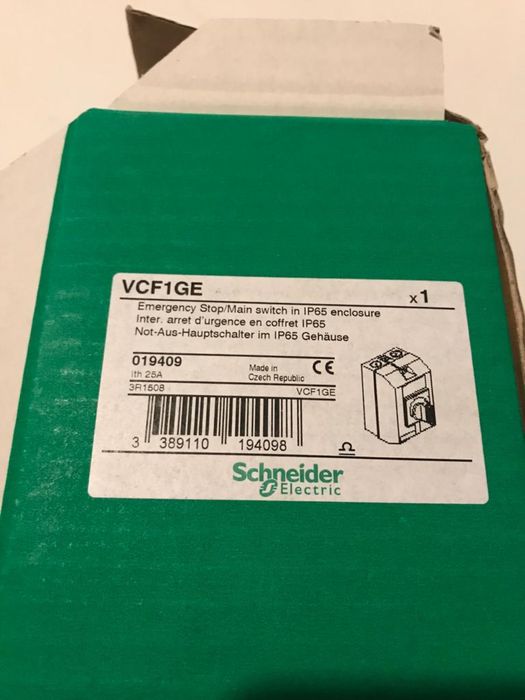 VCF1GE x1
Emergency Stop/Main switch in IP65 enclosure
Inter. arret d'urgence en coffret IP65
Not-Aus-Hauptschalter im IP65 Gehäuse
019409 Made in CE
Ith 25A Czech Republic
3R1508 VCF1GE
3 389110 194098
Schneider
Electric